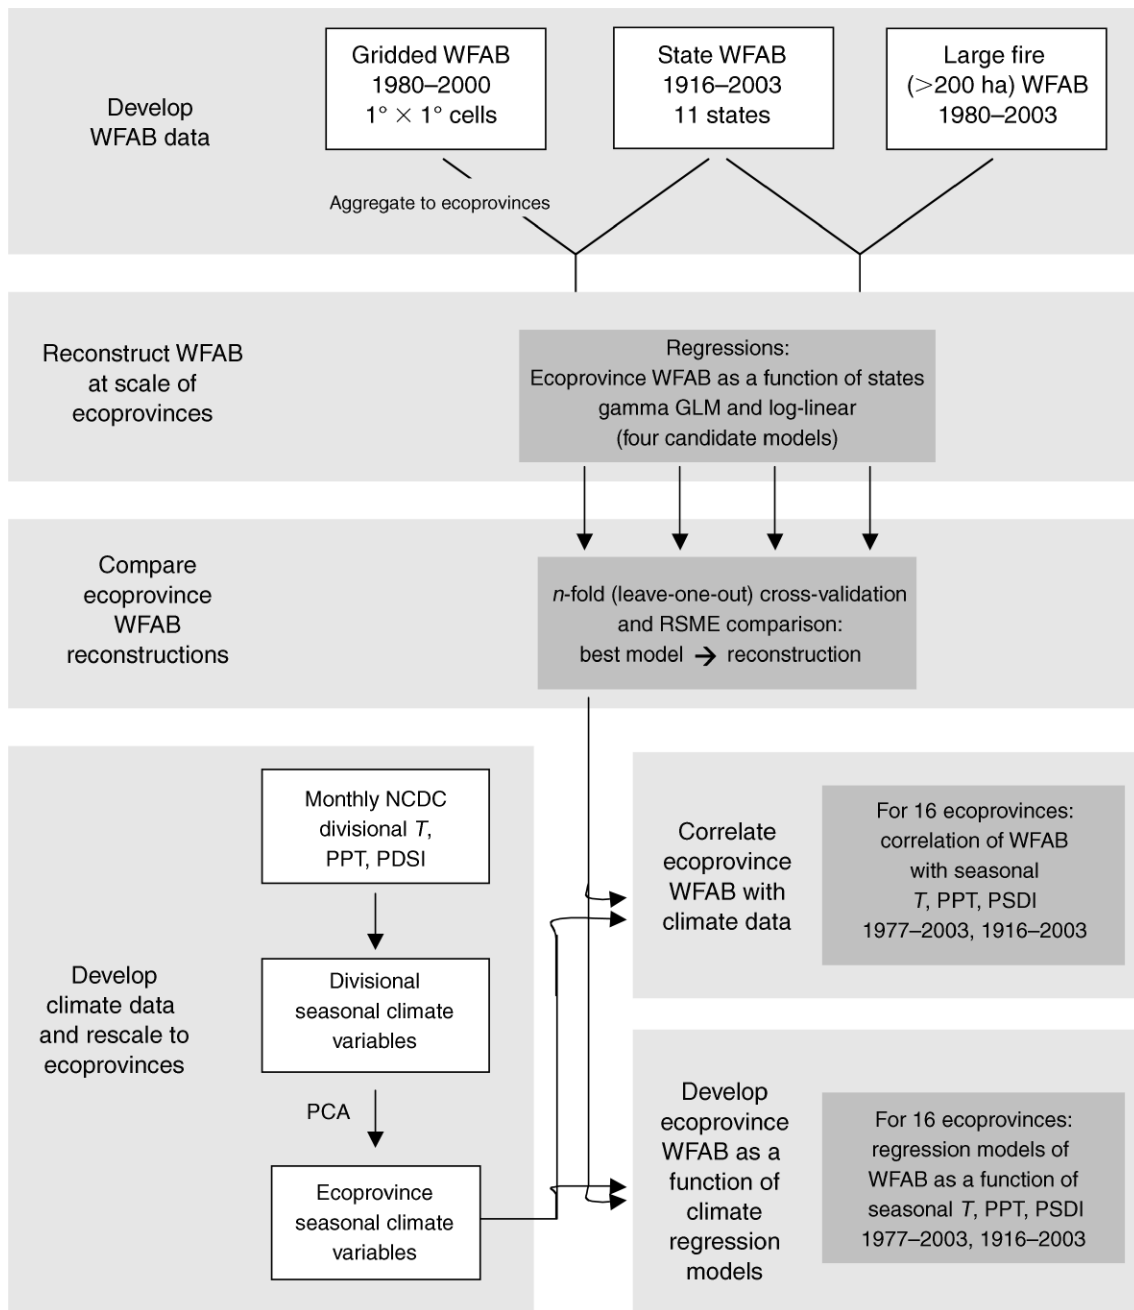 Develop
WFAB data
Gridded WFAB
1980–2000
1° × 1° cells
State WFAB
1916–2003
11 states
Large fire
(>200 ha) WFAB
1980–2003
Aggregate to ecoprovinces
Reconstruct WFAB
at scale of
ecoprovinces
Regressions:
Ecoprovince WFAB as a function of states
gamma GLM and log-linear
(four candidate models)
Compare
ecoprovince
WFAB
reconstructions
n-fold (leave-one-out) cross-validation
and RSME comparison:
best model → reconstruction
Develop
climate data
and rescale to
ecoprovinces
Monthly NCDC
divisional T,
PPT, PDSI
Divisional
seasonal climate
variables
PCA
Ecoprovince
seasonal climate
variables
Correlate
ecoprovince
WFAB with
climate data
For 16 ecoprovinces:
correlation of WFAB
with seasonal
T, PPT, PSDI
1977–2003, 1916–2003
Develop
ecoprovince
WFAB as a
function of
climate
regression
models
For 16 ecoprovinces:
regression models of
WFAB as a function of
seasonal T, PPT, PSDI
1977–2003, 1916–2003